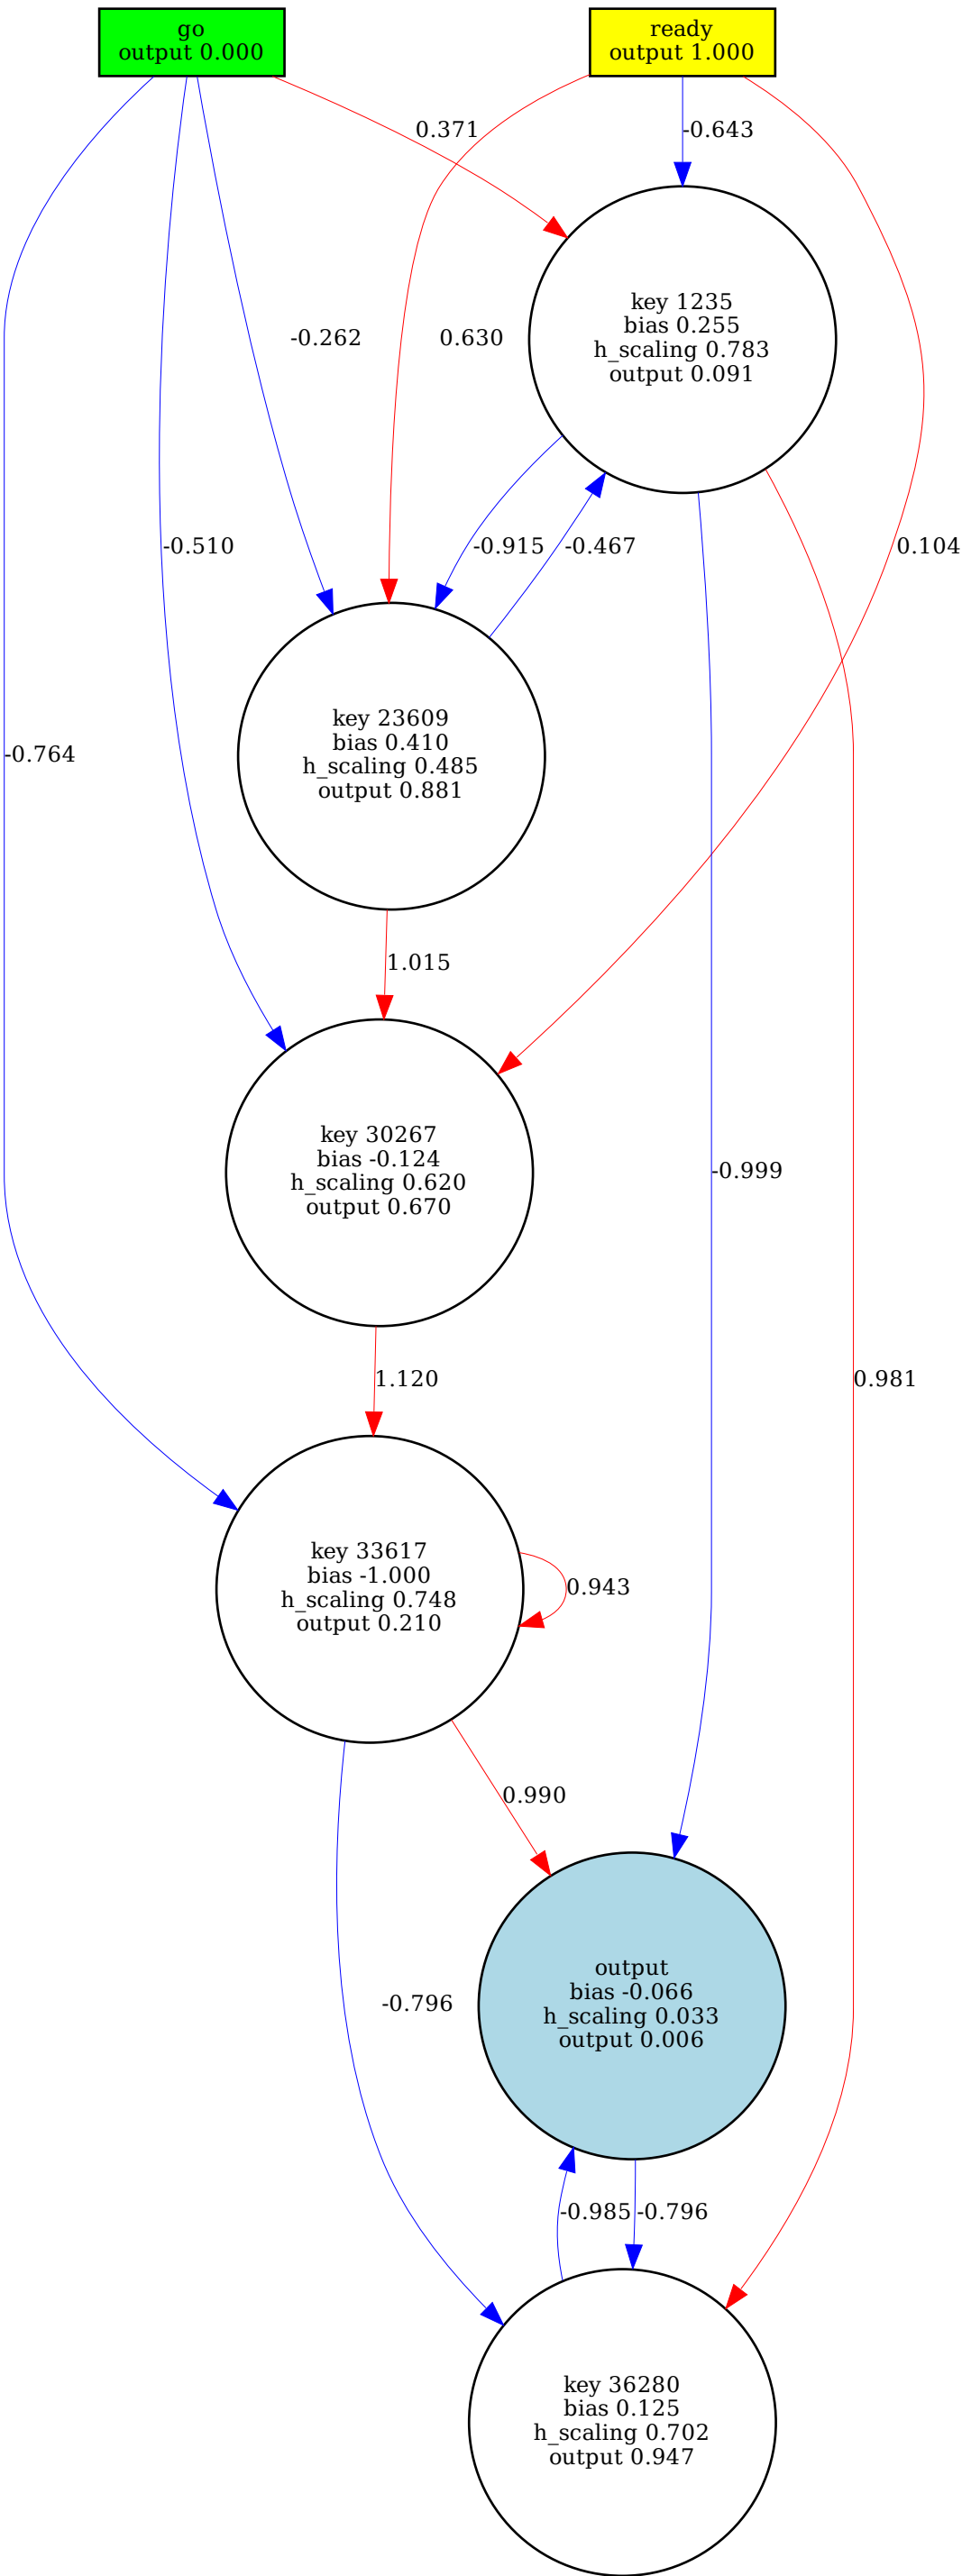 go
output 0.000
ready
output 1.000
0.371
-0.643
key 1235
bias 0.255
h_scaling 0.783
output 0.091
-0.262
0.630
-0.510
-0.915
-0.467
0.104
key 23609
bias 0.410
h_scaling 0.485
output 0.881
-0.764
1.015
key 30267
bias -0.124
h_scaling 0.620
output 0.670
-0.999
1.120
0.981
key 33617
bias -1.000
h_scaling 0.748
output 0.210
0.943
0.990
output
bias -0.066
h_scaling 0.033
output 0.006
-0.796
-0.985
-0.796
key 36280
bias 0.125
h_scaling 0.702
output 0.947